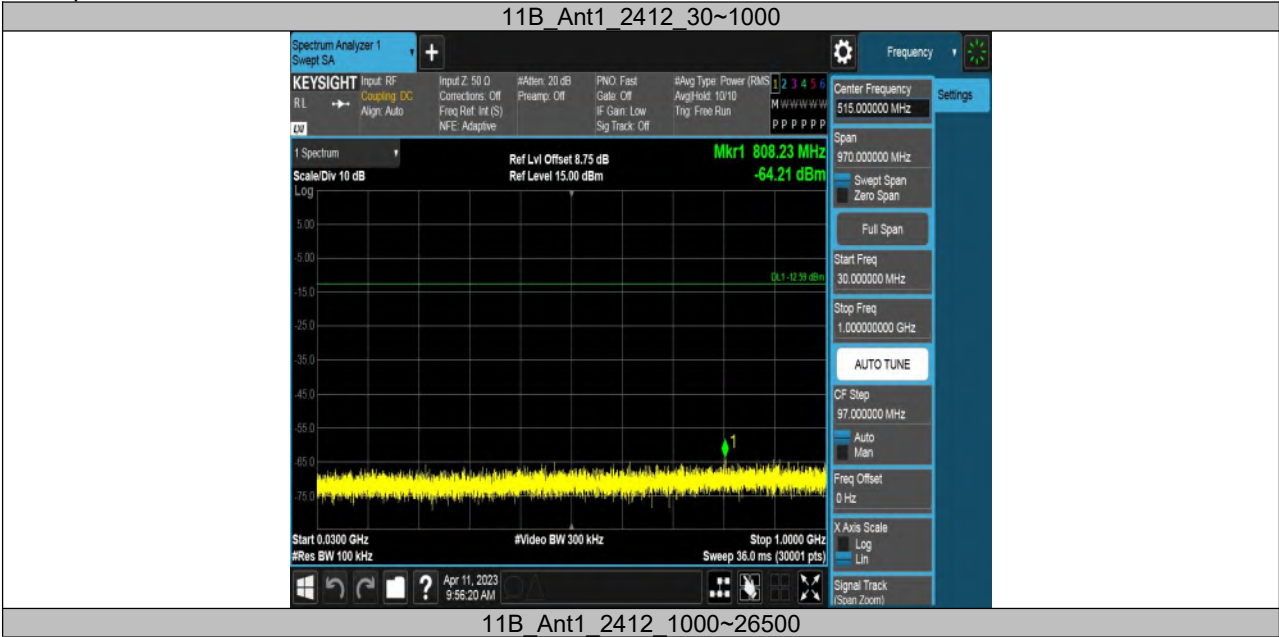 11B_Ant1_2412_30~1000
Spectrum Analyzer 1
Swept SA
+
Frequency
KEYSIGHT
RL
LXI
Input: RF
Coupling: DC
Align: Auto
Input Z: 50 Ω
Corrections: Off
Freq Ref: Int (S)
NFE: Adaptive
#Atten: 20 dB
Preamp: Off
PNO: Fast
Gate: Off
IF Gain: Low
Sig Track: Off
#Avg Type: Power (RMS
Avg|Hold: 10/10
Trig: Free Run
1 2 3 4 5 6
M W W W W W
P P P P P P
Center Frequency
515.000000 MHz
Settings
1 Spectrum
Scale/Div 10 dB
Ref Lvl Offset 8.75 dB
Ref Level 15.00 dBm
Mkr1 808.23 MHz
-64.21 dBm
Span
970.000000 MHz
Swept Span
Zero Span
Full Span
Start Freq
30.000000 MHz
Stop Freq
1.000000000 GHz
AUTO TUNE
CF Step
97.000000 MHz
Auto
Man
Freq Offset
0 Hz
X Axis Scale
Log
Lin
Signal Track
(Span Zoom)
Log
5.00
-5.00
DL1 -12.59 dBm
-15.0
-25.0
-35.0
-45.0
-55.0
1
-65.0
-75.0
Start 0.0300 GHz
#Res BW 100 kHz
#Video BW 300 kHz
Stop 1.0000 GHz
Sweep 36.0 ms (30001 pts)
?
Apr 11, 2023
9:56:20 AM
11B_Ant1_2412_1000~26500